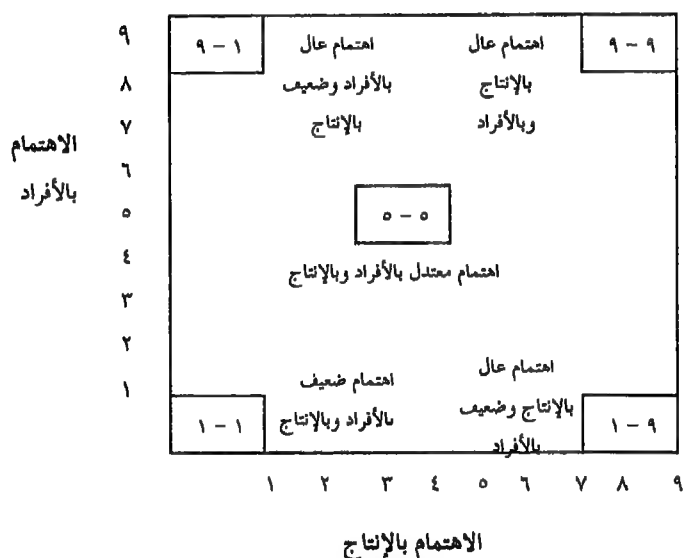 ٩
٨
٧
٦
٥
٤
٣
٢
١
الاهتمام
بالأفراد
٩ – ٩
اهتمام عال
بالإنتاج
وبالأفراد
اهتمام عال
بالأفراد وضعيف
بالإنتاج
٩ – ١
٥ – ٥
اهتمام معتدل بالأفراد وبالإنتاج
١ – ٩
اهتمام عال
بالإنتاج وضعيف
بالأفراد
اهتمام ضعيف
بالأفراد وبالإنتاج
١ – ١
١ ٢ ٣ ٤ ٥ ٦ ٧ ٨ ٩
الاهتمام بالإنتاج